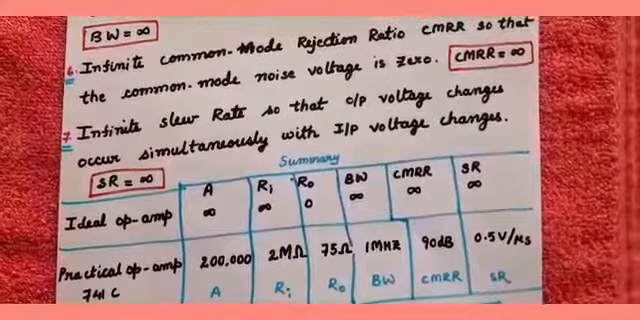 BW = ∞
6. Infinite common-Mode Rejection Ratio CMRR so that
the common-mode noise voltage is zero. CMRR = ∞
7. Infinite slew Rate so that o/p voltage changes
occur simultaneously with I/P voltage changes.
SR = ∞
Summary
A Ri Ro BW CMRR SR
Ideal op-amp ∞ ∞ 0 ∞ ∞ ∞
Practical op-amp 200,000 2MΩ 75Ω 1MHz 90dB 0.5V/μs
741 C A Ri Ro BW CMRR SR